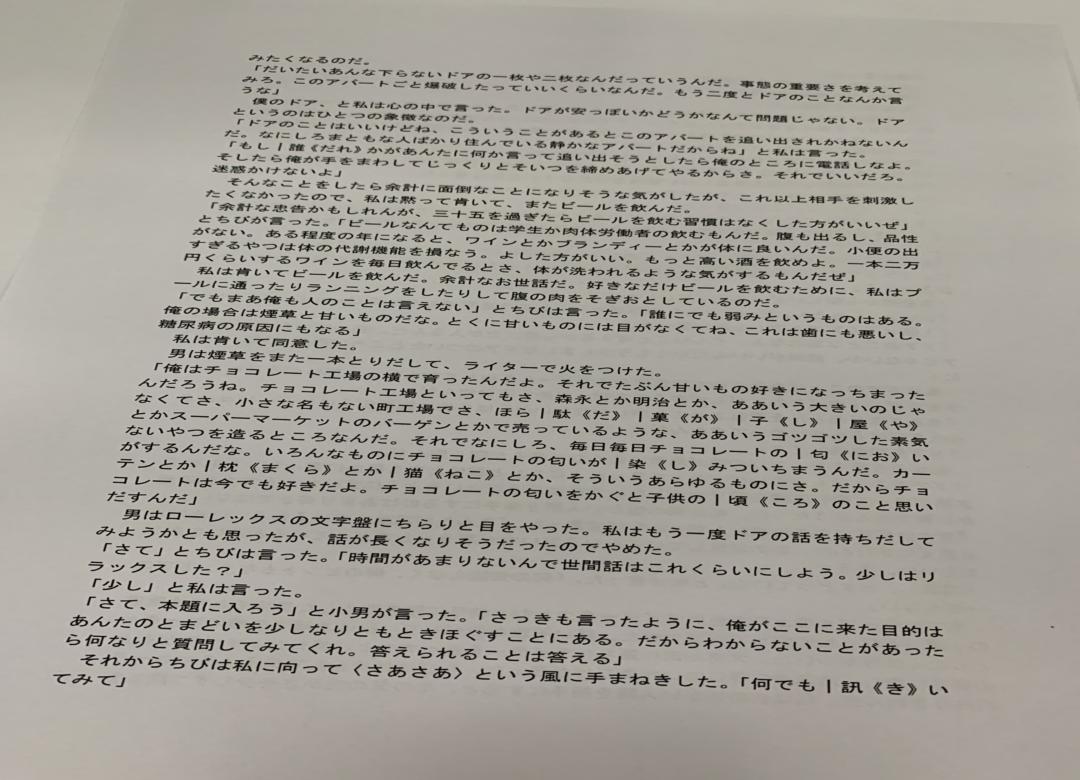 みたくなるのだ。
「だいたいあんな下らないドアの一枚や二枚なんだっていうんだ。事態の重要さを考えて
みろ。このアパートごと爆破したっていいくらいなんだ。もう二度とドアのことなんか言
うな」
僕のドア、と私は心の中で言った。ドアが安っぽいかどうかなんて問題じゃない。ドア
というのはひとつの象徴なのだ。
「ドアのことはいいけどね、こういうことがあるとこのアパートを追い出されかねないん
だ。なにしろまともな人ばかり住んでいる静かなアパートだからね」と私は言った。
「もし|誰《だれ》かがあんたに何か言って追い出そうとしたら俺のところに電話しなよ。
そしたら俺が手をまわしてじっくりとそいつを締めあげてやるからさ。それでいいだろ。
迷惑かけないよ」
そんなことをしたら余計に面倒なことになりそうな気がしたが、これ以上相手を刺激し
たくなかったので、私は黙って肯いて、またビールを飲んだ。
「余計な忠告かもしれんが、三十五を過ぎたらビールを飲む習慣はなくした方がいいぜ」
とちびが言った。「ビールなんてものは学生か肉体労働者の飲むもんだ。腹も出るし、品性
がない。ある程度の年になると、ワインとかブランディーとかが体に良いんだ。小便の出
すぎるやつは体の代謝機能を損なう。よした方がいい。もっと高い酒を飲めよ。一本二万
円くらいするワインを毎日飲んでるとさ、体が洗われるような気がするもんだぜ」
私は肯いてビールを飲んだ。余計なお世話だ。好きなだけビールを飲むために、私はプ
ールに通ったりランニングをしたりして腹の肉をそぎおとしているのだ。
「でもまあ俺も人のことは言えない」とちびは言った。「誰にでも弱みというものはある。
俺の場合は煙草と甘いものだな。とくに甘いものには目がなくてね、これは歯にも悪いし、
糖尿病の原因にもなる」
私は肯いて同意した。
男は煙草をまた一本とりだして、ライターで火をつけた。
「俺はチョコレート工場の横で育ったんだよ。それでたぶん甘いもの好きになっちまった
んだろうね。チョコレート工場といってもさ、森永とか明治とか、ああいう大きいのじゃ
なくてさ、小さな名もない町工場でさ、ほら|駄《だ》|菓《が》|子《し》|屋《や》
とかスーパーマーケットのバーゲンとかで売っているような、ああいうゴツゴツした素気
ないやつを造るところなんだ。それでなにしろ、毎日毎日チョコレートの|匂《にお》い
がするんだな。いろんなものにチョコレートの匂いが|染《し》みついちまうんだ。カー
テンとか|枕《まくら》とか|猫《ねこ》とか、そういうあらゆるものにさ。だからチョ
コレートは今でも好きだよ。チョコレートの匂いをかぐと子供の|頃《ころ》のこと思い
だすんだ」
男はローレックスの文字盤にちらりと目をやった。私はもう一度ドアの話を持ちだして
みようかとも思ったが、話が長くなりそうだったのでやめた。
「さて」とちびは言った。「時間があまりないんで世間話はこれくらいにしよう。少しはリ
ラックスした?」
「少し」と私は言った。
「さて、本題に入ろう」と小男が言った。「さっきも言ったように、俺がここに来た目的は
あんたのとまどいを少しなりともときほぐすことにある。だからわからないことがあった
ら何なりと質問してみてくれ。答えられることは答える」
それからちびは私に向って〈さあさあ〉という風に手まねきした。「何でも|訊《き》い
てみて」